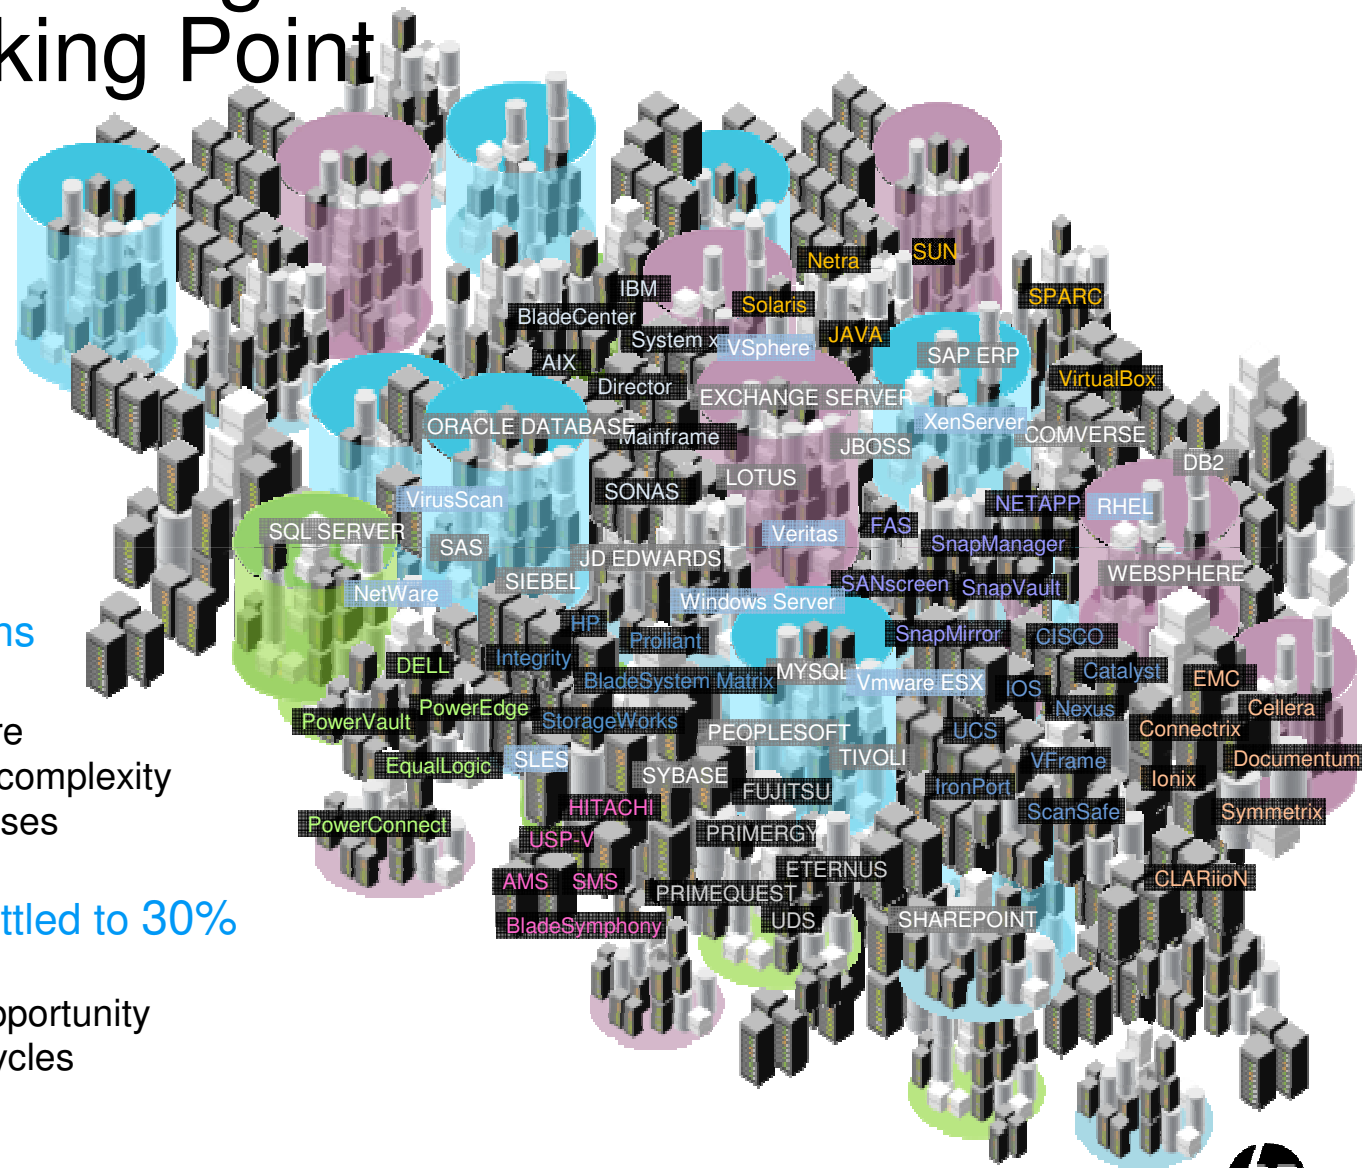 king Point
Netra
SUN
IBM
SPARC
Solaris
BladeCenter
JAVA
System x
VSphere
SAP ERP
AIX
VirtualBox
Director
EXCHANGE SERVER
XenServer
ORACLE DATABASE
Mainframe
COMVERSE
JBOSS
DB2
LOTUS
SONAS
VirusScan
NETAPP
RHEL
FAS
SQL SERVER
Veritas
SAS
SnapManager
JD EDWARDS
WEBSPHERE
SIEBEL
SANscreen
SnapVault
NetWare
Windows Server
HP
ns
SnapMirror
CISCO
Proliant
Integrity
DELL
MYSQL
Catalyst
EMC
BladeSystem Matrix
Vmware ESX
IOS
PowerEdge
Nexus
Cellera
PowerVault
StorageWorks
re
PEOPLESOFT
UCS
Connectrix
SLES
TIVOLI
VFrame
Documentum
EqualLogic
complexity
SYBASE
Ionix
FUJITSU
IronPort
HITACHI
ScanSafe
Symmetrix
ses
PowerConnect
USP-V
PRIMERGY
ETERNUS
AMS
SMS
CLARiioN
PRIMEQUEST
ttled to 30%
BladeSymphony
UDS
SHAREPOINT
pportunity
ycles